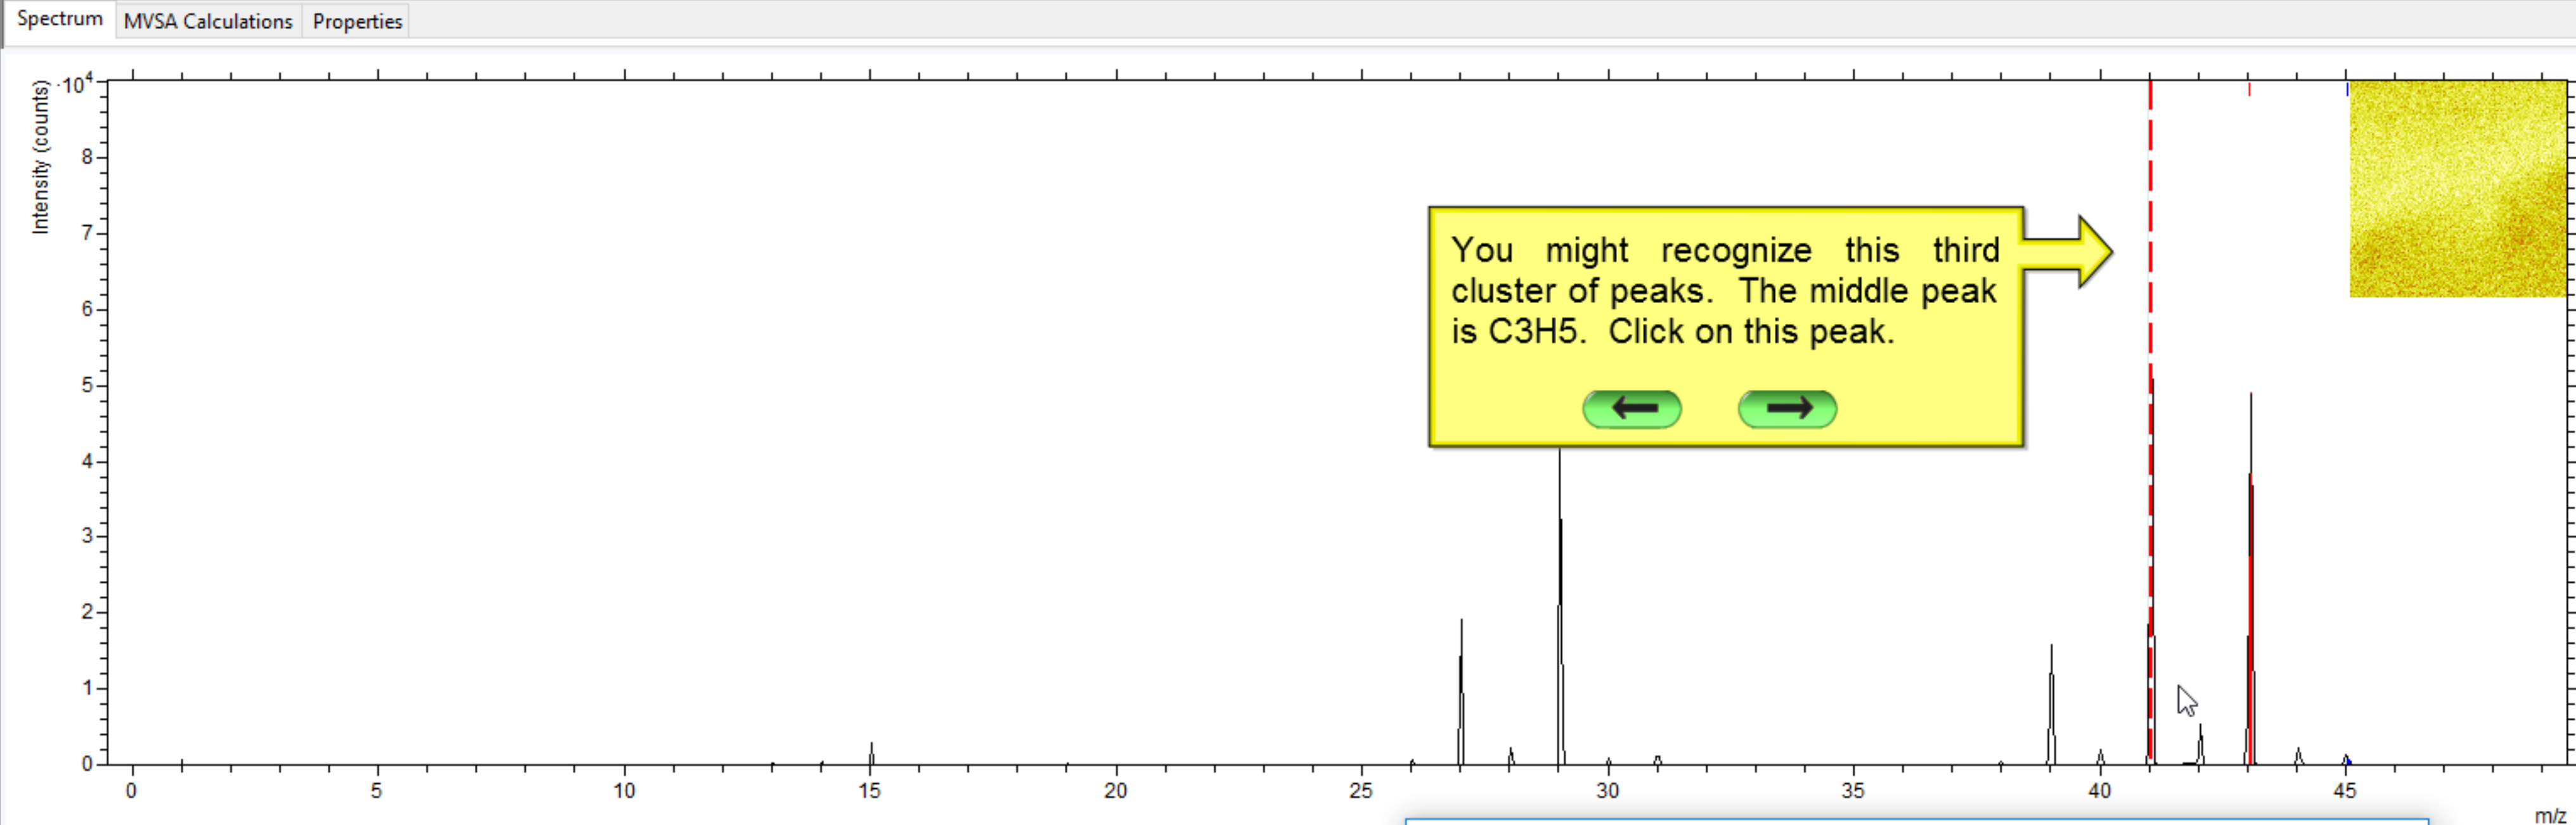 Spectrum MVSA Calculations Properties
·10⁴
Intensity (counts)
8
7
6
5
4
3
2
1
0
You might recognize this third
cluster of peaks. The middle peak
is C3H5. Click on this peak.
0 5 10 15 20 25 30 35 40 45
m/z